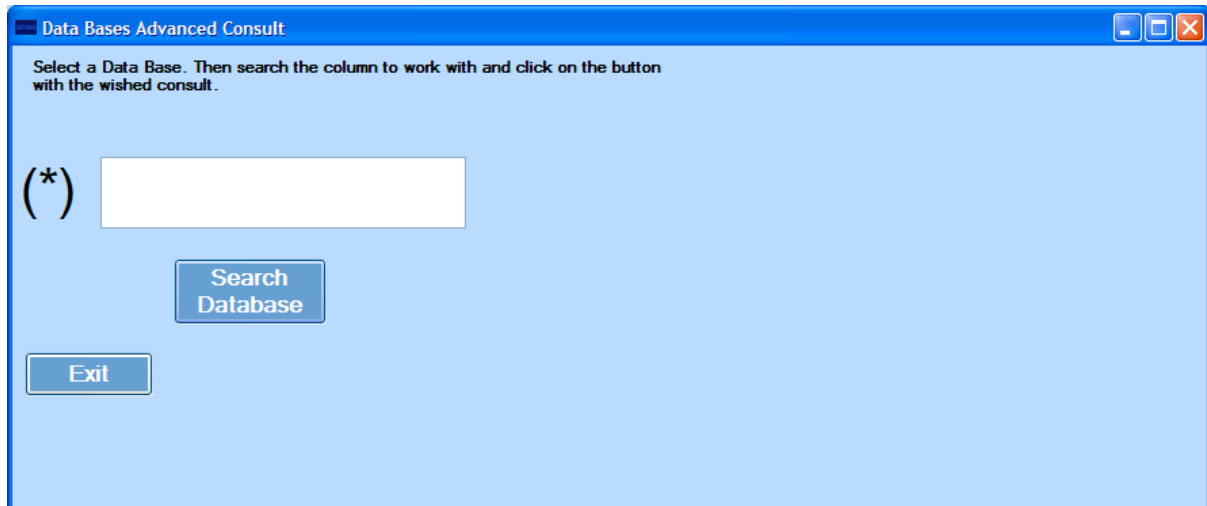 Data Bases Advanced Consult
Select a Data Base. Then search the column to work with and click on the button
with the wished consult.
(*)
Search
Database
Exit